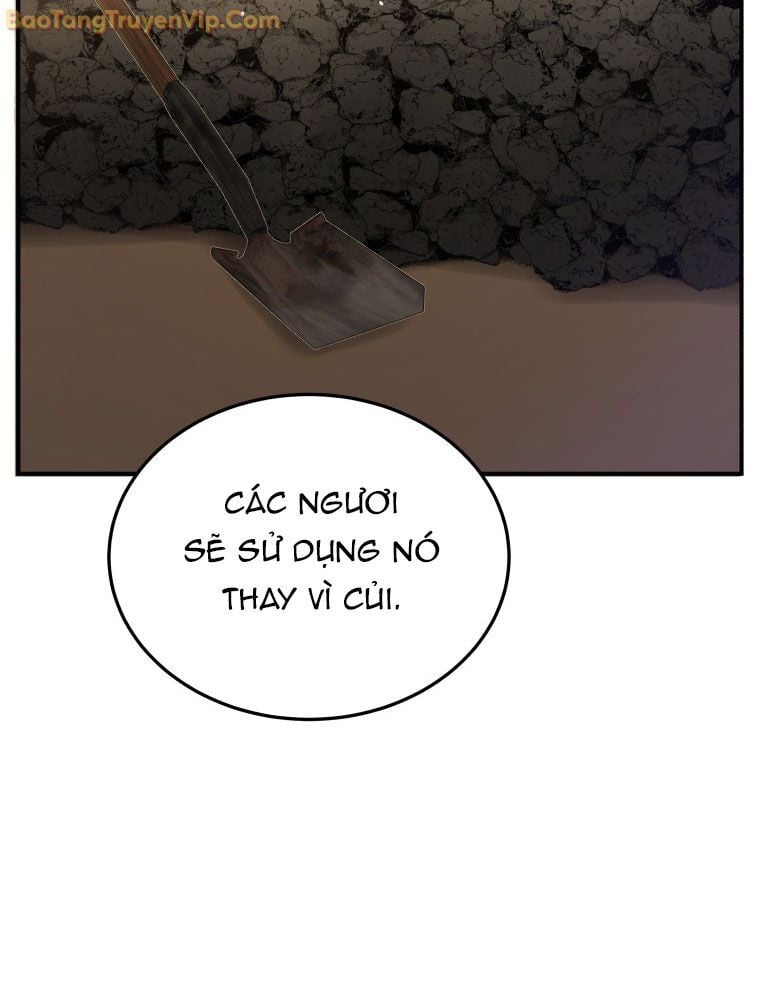 BaoTangTruyenVip.Com
CÁC NGƯƠI
SẼ SỬ DỤNG NÓ
THAY VÌ CỦI.